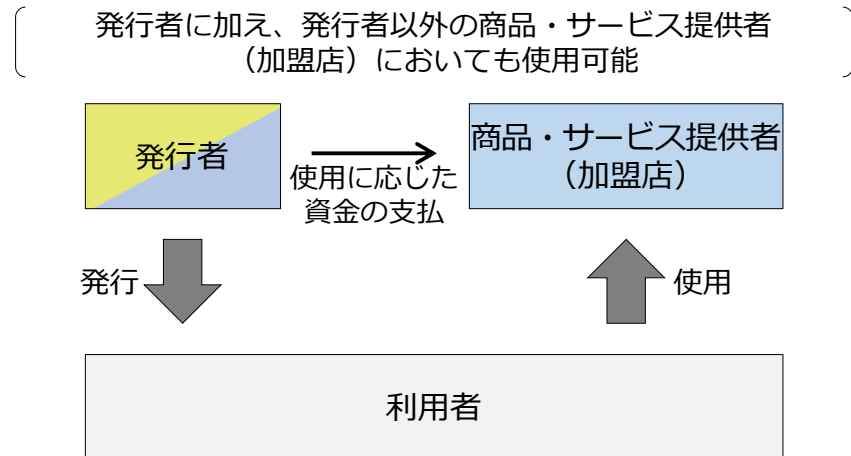 発行者に加え、発行者以外の商品・サービス提供者
（加盟店）においても使用可能
発行者
使用に応じた
資金の支払
商品・サービス提供者
（加盟店）
発行
使用
利用者